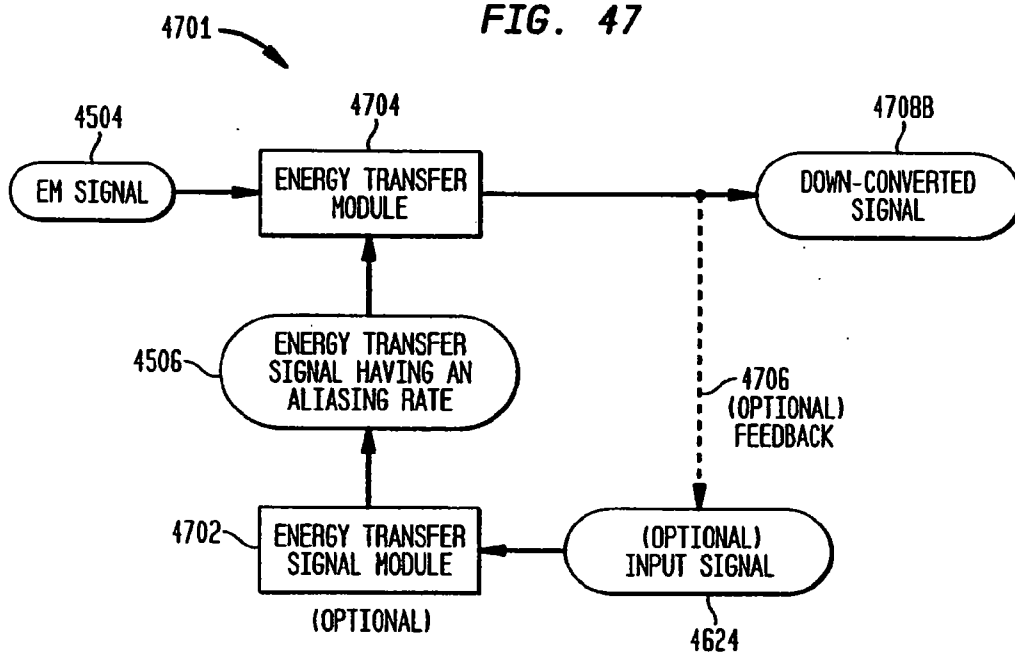 FIG. 47
4701
4504
EM SIGNAL
4704
ENERGY TRANSFER
MODULE
4708B
DOWN-CONVERTED
SIGNAL
4506
ENERGY TRANSFER
SIGNAL HAVING AN
ALIASING RATE
4706
(OPTIONAL)
FEEDBACK
4702
ENERGY TRANSFER
SIGNAL MODULE
(OPTIONAL)
(OPTIONAL)
INPUT SIGNAL
4624